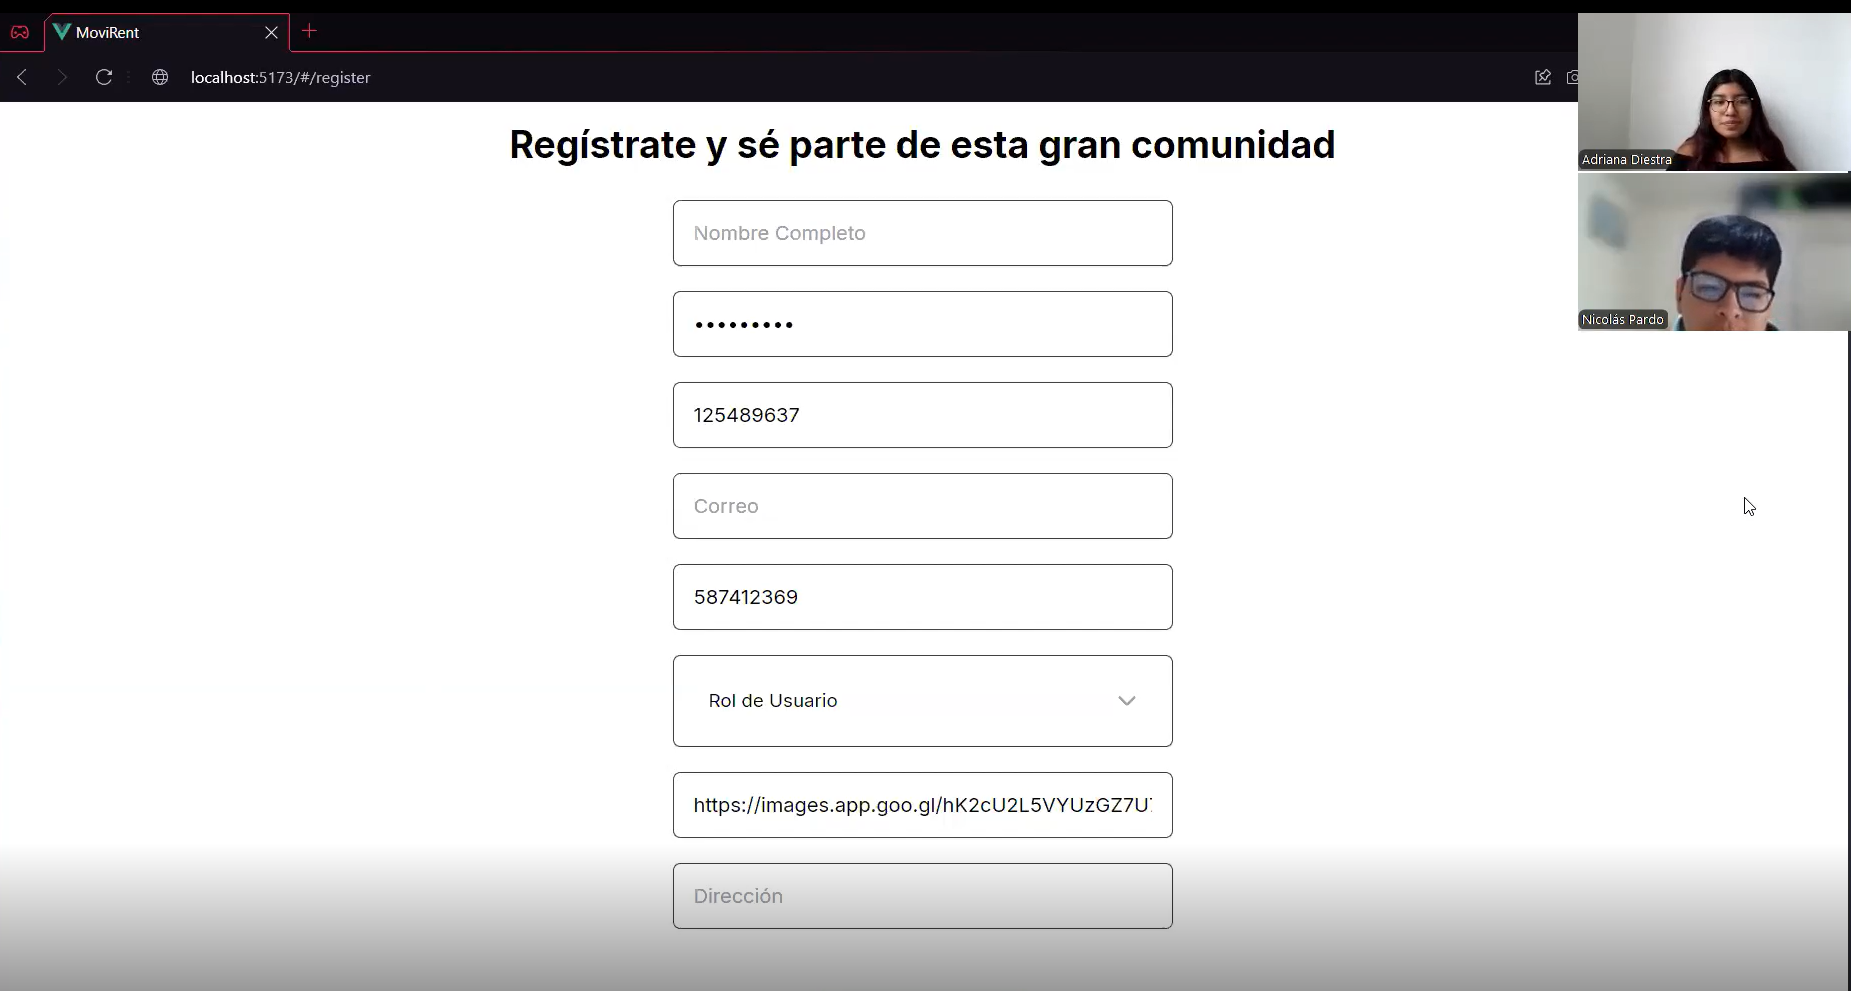 MoviRent
localhost:5173/#/register
Regístrate y sé parte de esta gran comunidad
Nombre Completo
•••••••••
125489637
Correo
587412369
Rol de Usuario
https://images.app.goo.gl/hK2cU2L5VYUzGZ7U
Dirección
Adriana Diestra
Nicolás Pardo